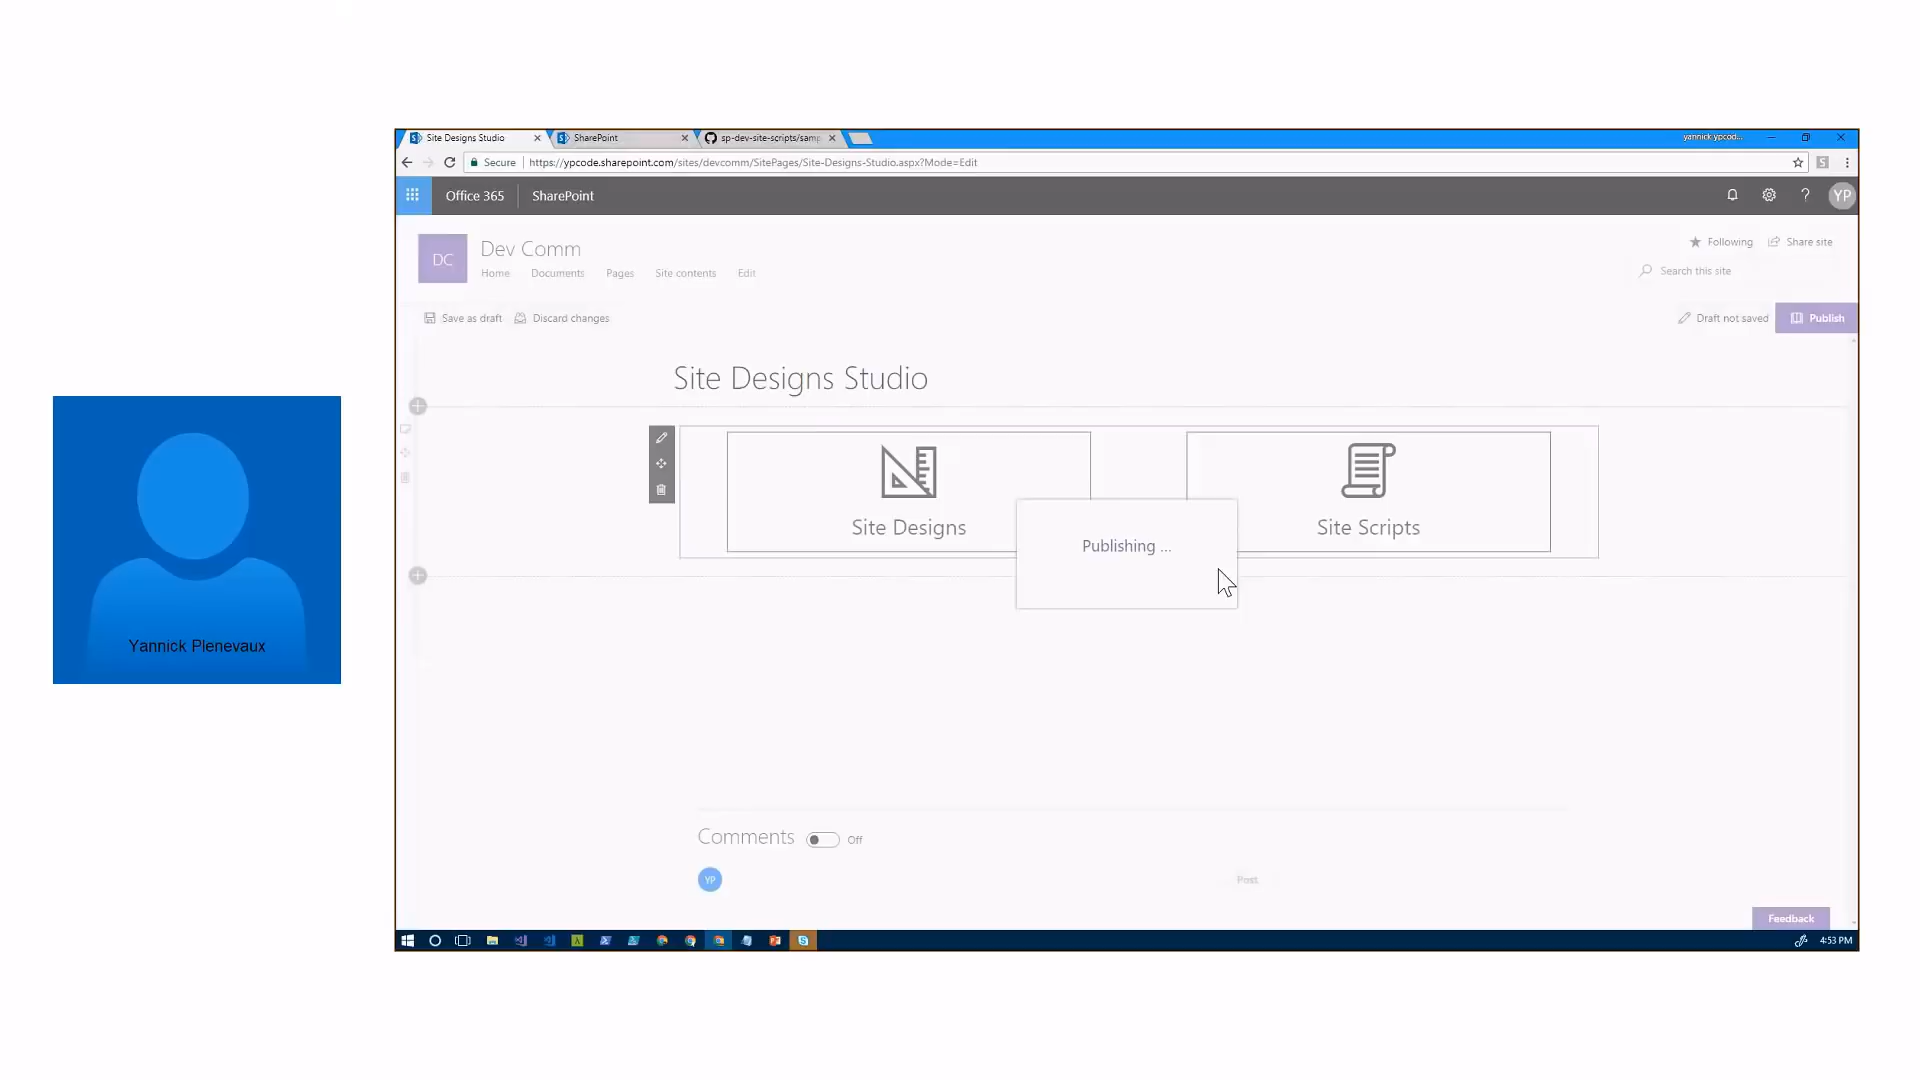 Site Designs Studio
SharePoint
sp-dev-site-scripts/samp
yannick-ypcod...
Secure
https://ypcode.sharepoint.com/sites/devcomm/SitePages/Site-Designs-Studio.aspx?Mode=Edit
Office 365
SharePoint
?
YP
DC
Dev Comm
Following
Share site
Home
Documents
Pages
Site contents
Edit
Search this site
Save as draft
Discard changes
Draft not saved
Publish
Site Designs Studio
Site Designs
Site Scripts
Publishing ...
Yannick Plenevaux
Comments
Off
YP
Post
Feedback
4:53 PM